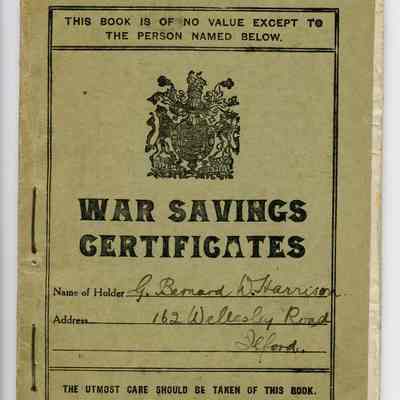 THIS BOOK IS OF NO VALUE EXCEPT TO
THE PERSON NAMED BELOW.
WAR SAVINGS
CERTIFICATES
Name of Holder G. Bernard W. Harrison.
Address 162 Wellesley Road
Ilford.
THE UTMOST CARE SHOULD BE TAKEN OF THIS BOOK.